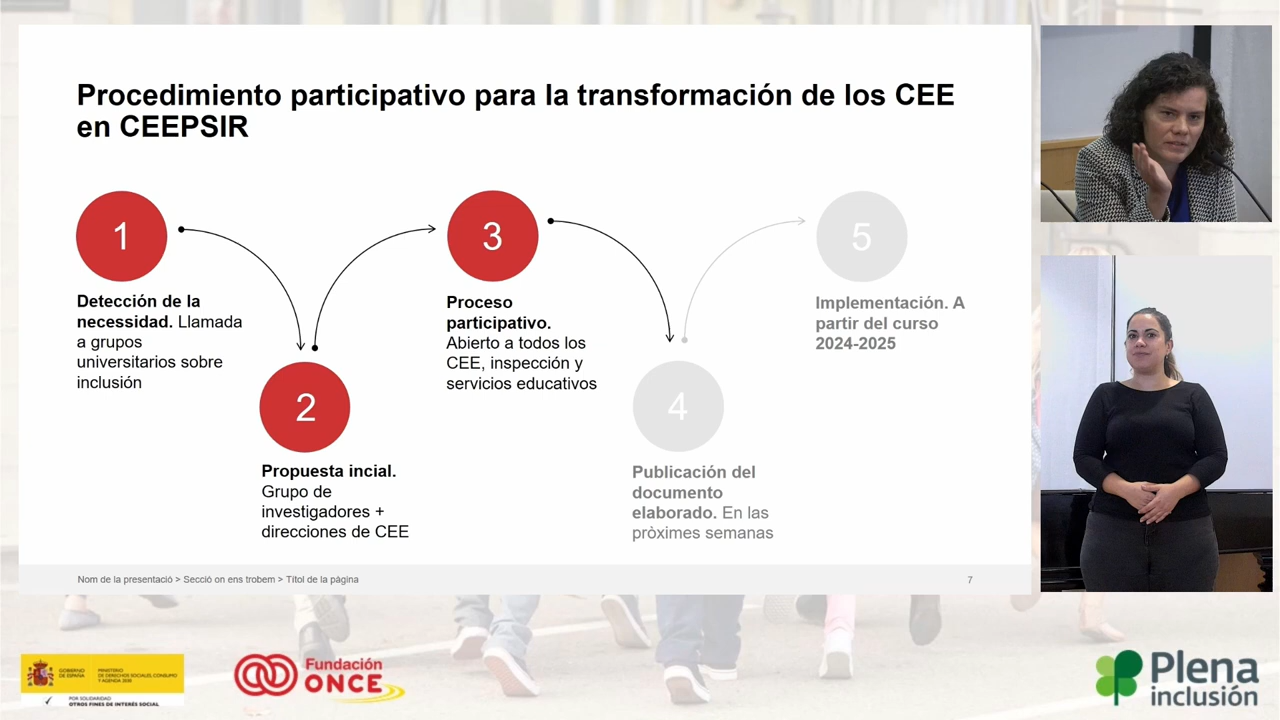 Procedimiento participativo para la transformación de los CEE
en CEEPSIR
1
Detección de la
necessidad. Llamada
a grupos
universitarios sobre
inclusión
2
Propuesta incial.
Grupo de
investigadores +
direcciones de CEE
3
Proceso
participativo.
Abierto a todos los
CEE, inspección y
servicios educativos
4
Publicación del
documento
elaborado. En las
pròximes semanas
5
Implementación. A
partir del curso
2024-2025
Nom de la presentació > Secció on ens trobem > Títol de la pàgina
7
GOBIERNO
DE ESPAÑA
MINISTERIO
DE DERECHOS SOCIALES, CONSUMO
Y AGENDA 2030
POR SOLIDARIDAD
OTROS FINES DE INTERÉS SOCIAL
Fundación
ONCE
Plena
inclusión